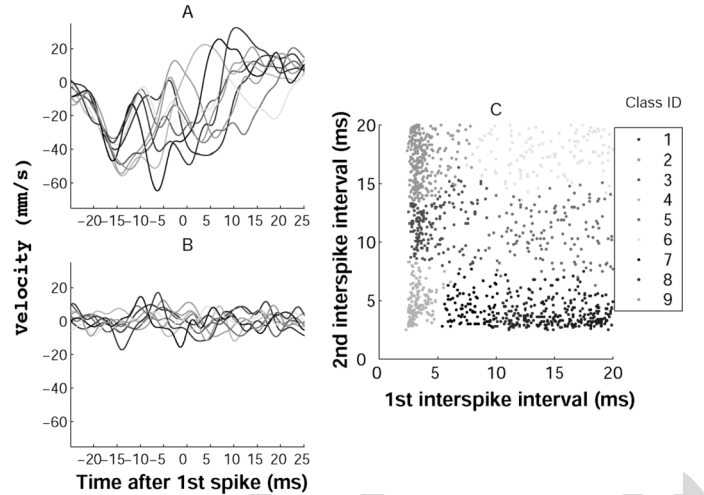 A
20
0
−20
−40
−60
−20−15−10−5 0 5 10 15 20 25
B
20
0
−20
−40
−60
−20−15−10−5 0 5 10 15 20 25
Time after 1st spike (ms)
Velocity (mm/s)
C
20
15
10
5
0
0 5 10 15 20
1st interspike interval (ms)
2nd interspike interval (ms)
Class ID
1
2
3
4
5
6
7
8
9